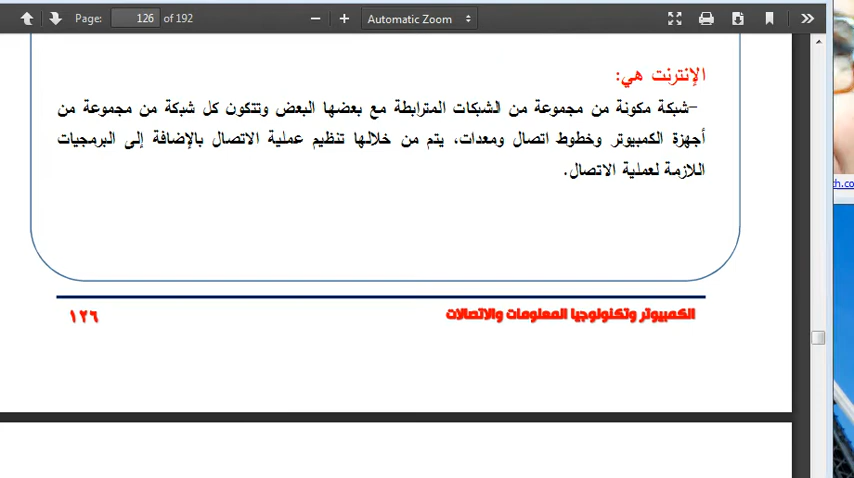 Page: 126 of 192
Automatic Zoom
الإنترنت هي:
-شبكة مكونة من مجموعة من الشبكات المترابطة مع بعضها البعض وتتكون كل شبكة من مجموعة من
أجهزة الكمبيوتر وخطوط اتصال ومعدات، يتم من خلالها تنظيم عملية الاتصال بالإضافة إلى البرمجيات
اللازمة لعملية الاتصال.
الكمبيوتر وتكنولوجيا المعلومات والاتصالات
١٢٦
th.co